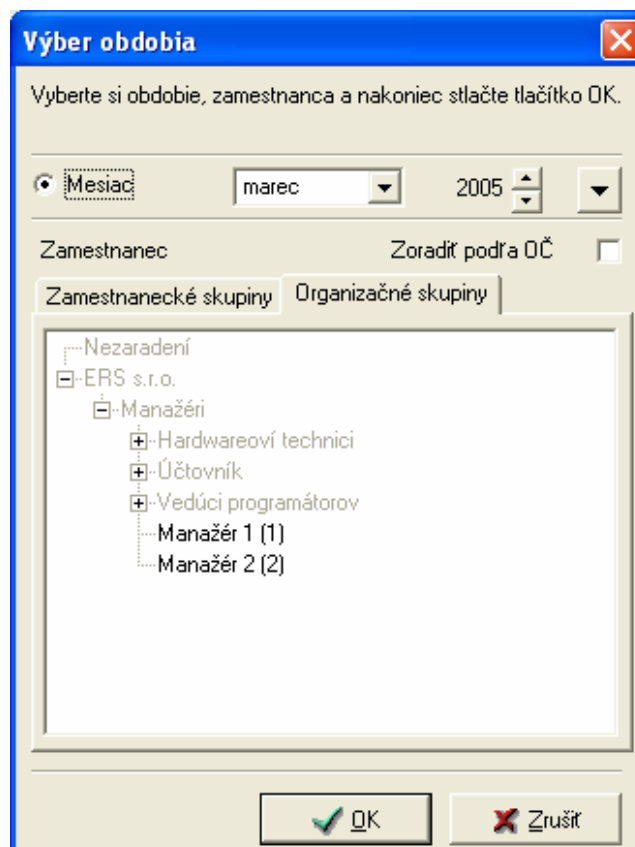 Výber obdobia
Vyberte si obdobie, zamestnanca a nakoniec stlačte tlačítko OK.
Mesiac marec 2005
Zamestnanec Zoradiť podľa OČ
Zamestnanecké skupiny Organizačné skupiny
Nezaradení
ERS s.r.o.
Manažéri
Hardwareoví technici
Účtovník
Vedúci programátorov
Manažér 1 (1)
Manažér 2 (2)
OK Zrušiť